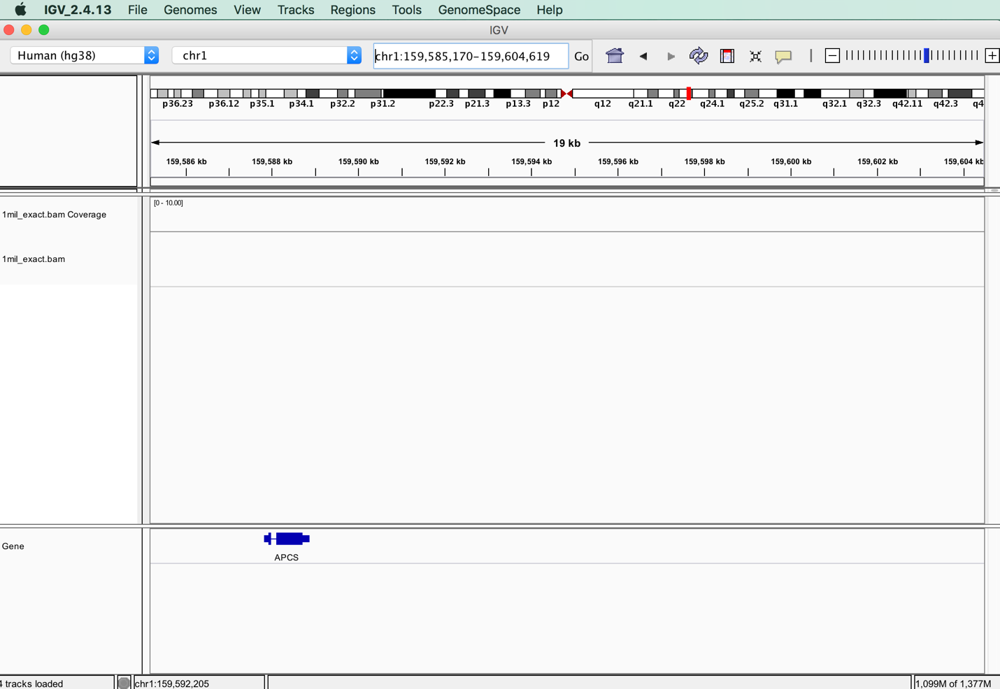 IGV_2.4.13 File Genomes View Tracks Regions Tools GenomeSpace Help
IGV
Human (hg38) chr1 chr1:159,585,170-159,604,619 Go
p36.23 p36.12 p35.1 p34.1 p32.2 p31.2 p22.3 p21.3 p13.3 p12 q12 q21.1 q22 q24.1 q25.2 q31.1 q32.1 q32.3 q42.11 q42.3 q4
19 kb
159,586 kb 159,588 kb 159,590 kb 159,592 kb 159,594 kb 159,596 kb 159,598 kb 159,600 kb 159,602 kb 159,604 kb
[0 - 10.00]
1mil_exact.bam Coverage
1mil_exact.bam
Gene
APCS
4 tracks loaded chr1:159,592,205 1,099M of 1,377M